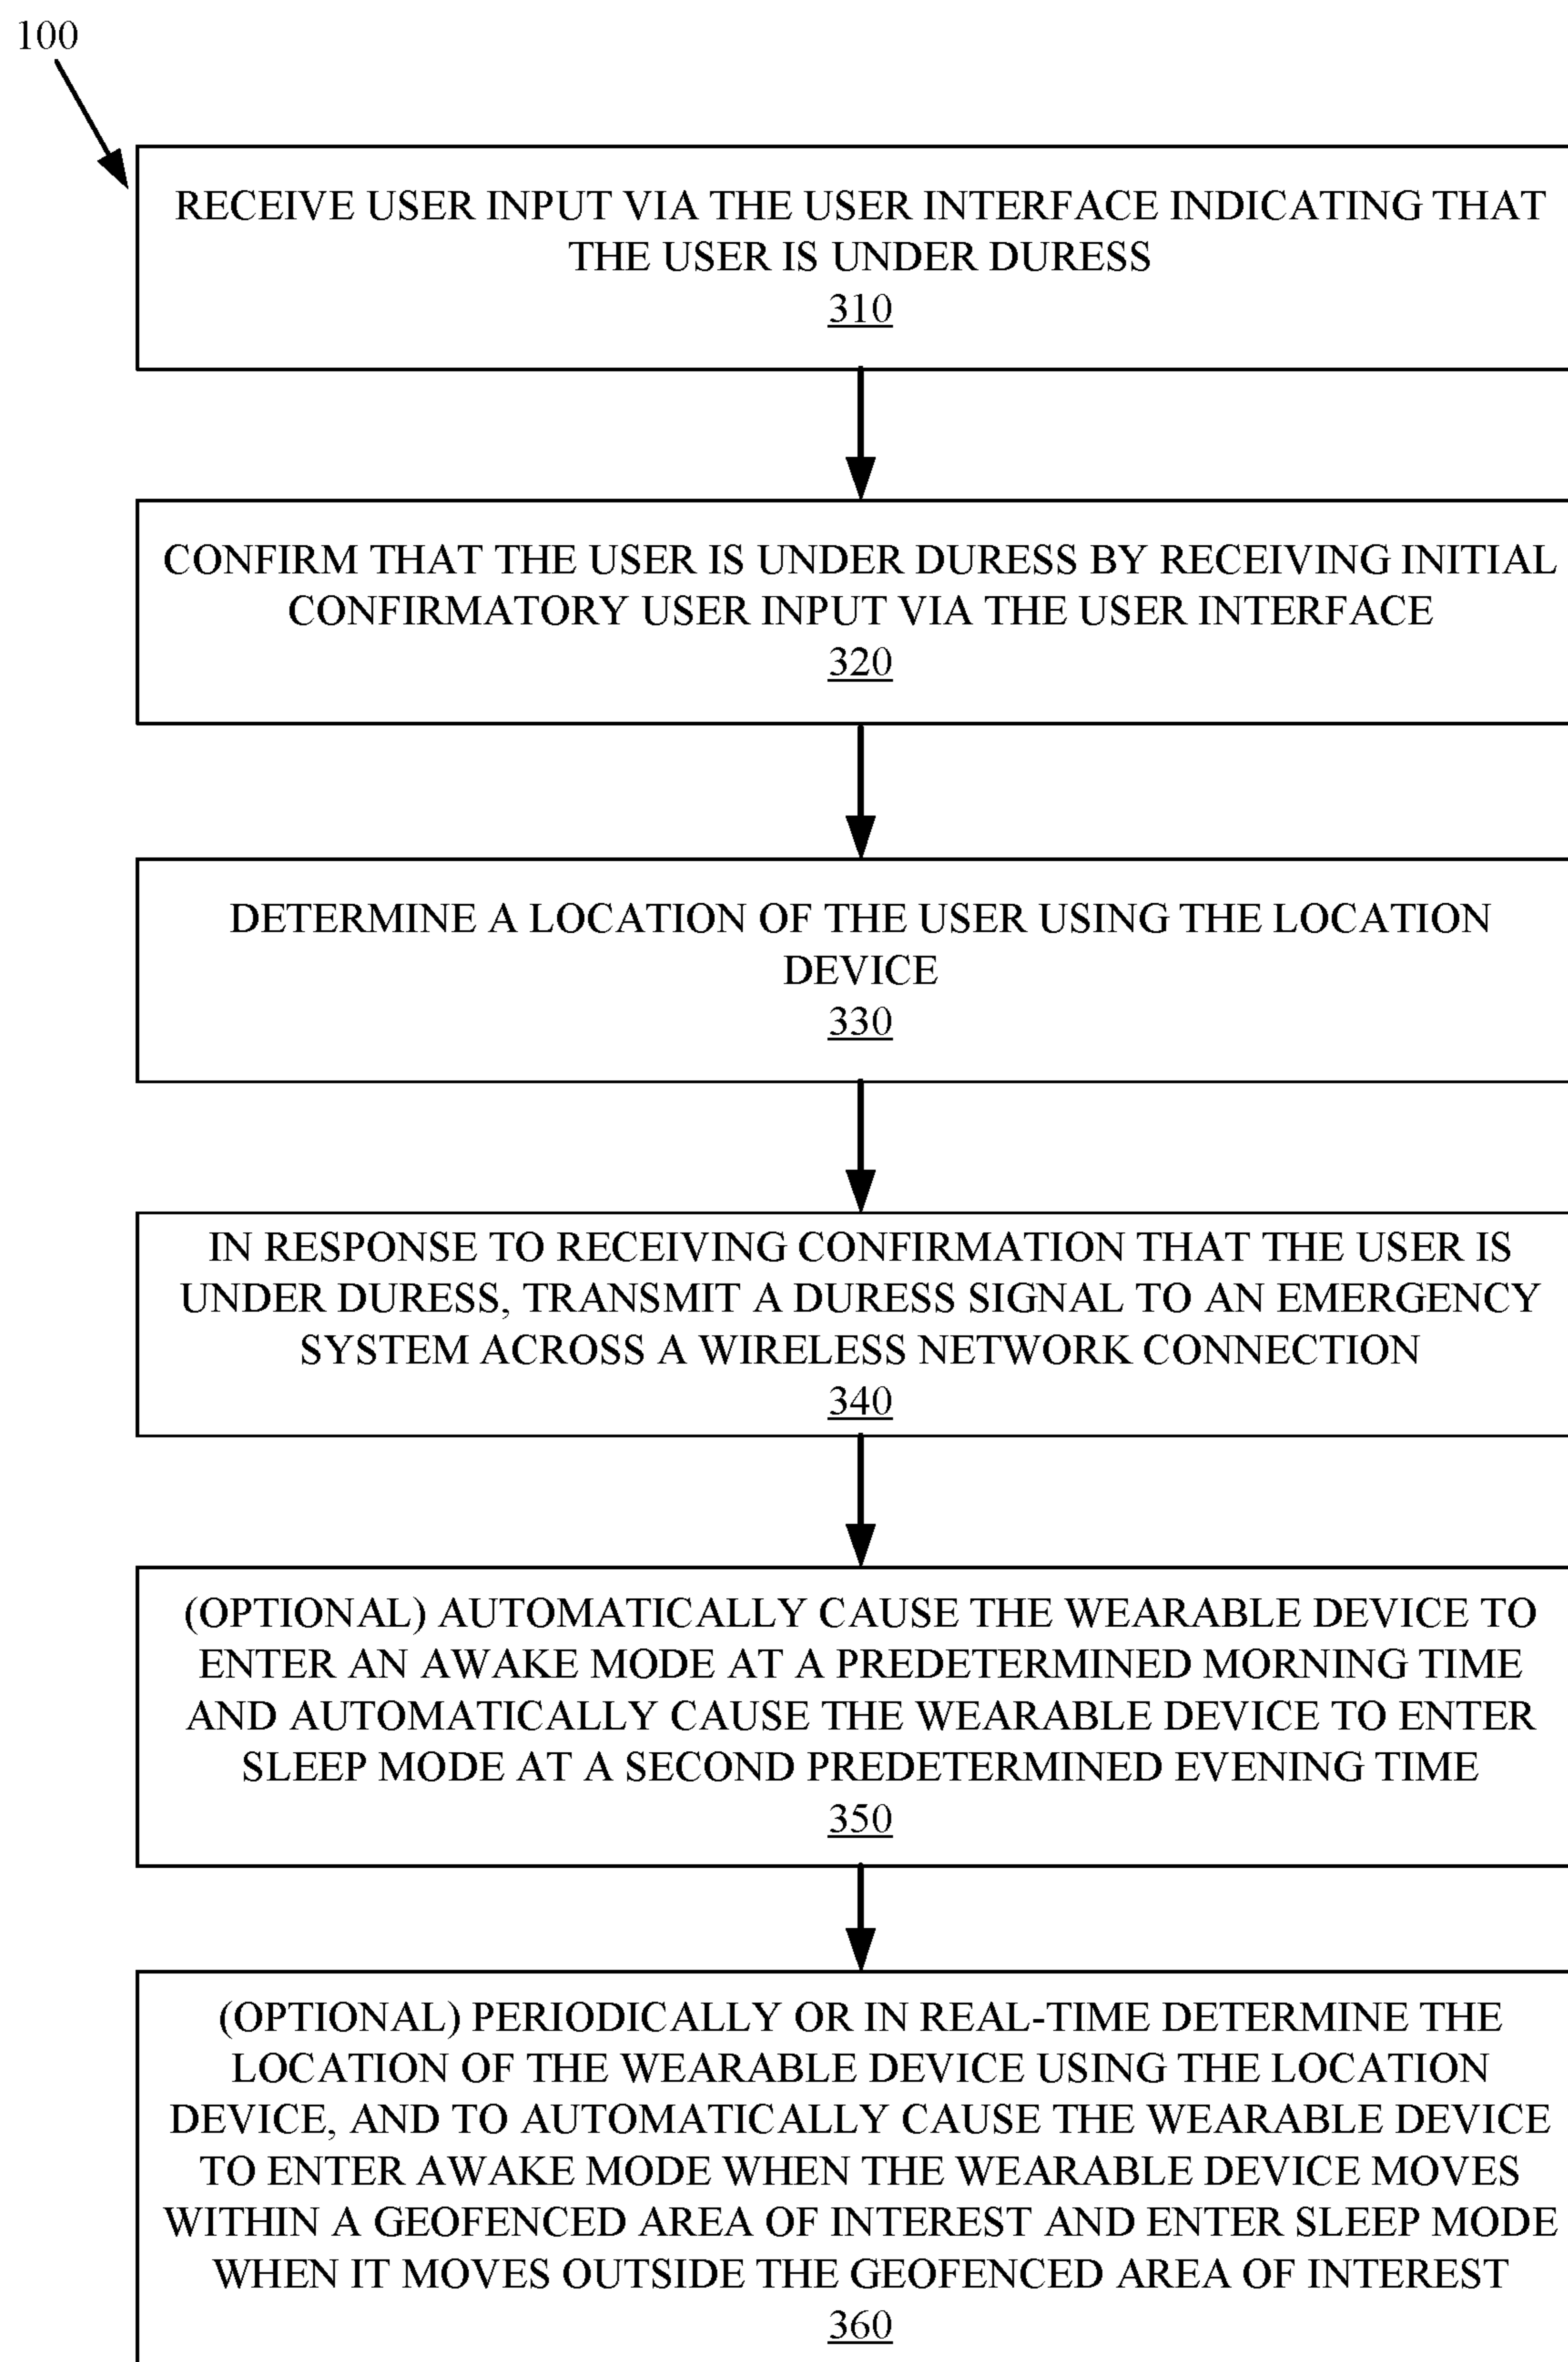 100
RECEIVE USER INPUT VIA THE USER INTERFACE INDICATING THAT
THE USER IS UNDER DURESS
310
CONFIRM THAT THE USER IS UNDER DURESS BY RECEIVING INITIAL
CONFIRMATORY USER INPUT VIA THE USER INTERFACE
320
DETERMINE A LOCATION OF THE USER USING THE LOCATION
DEVICE
330
IN RESPONSE TO RECEIVING CONFIRMATION THAT THE USER IS
UNDER DURESS, TRANSMIT A DURESS SIGNAL TO AN EMERGENCY
SYSTEM ACROSS A WIRELESS NETWORK CONNECTION
340
(OPTIONAL) AUTOMATICALLY CAUSE THE WEARABLE DEVICE TO
ENTER AN AWAKE MODE AT A PREDETERMINED MORNING TIME
AND AUTOMATICALLY CAUSE THE WEARABLE DEVICE TO ENTER
SLEEP MODE AT A SECOND PREDETERMINED EVENING TIME
350
(OPTIONAL) PERIODICALLY OR IN REAL-TIME DETERMINE THE
LOCATION OF THE WEARABLE DEVICE USING THE LOCATION
DEVICE, AND TO AUTOMATICALLY CAUSE THE WEARABLE DEVICE
TO ENTER AWAKE MODE WHEN THE WEARABLE DEVICE MOVES
WITHIN A GEOFENCED AREA OF INTEREST AND ENTER SLEEP MODE
WHEN IT MOVES OUTSIDE THE GEOFENCED AREA OF INTEREST
360